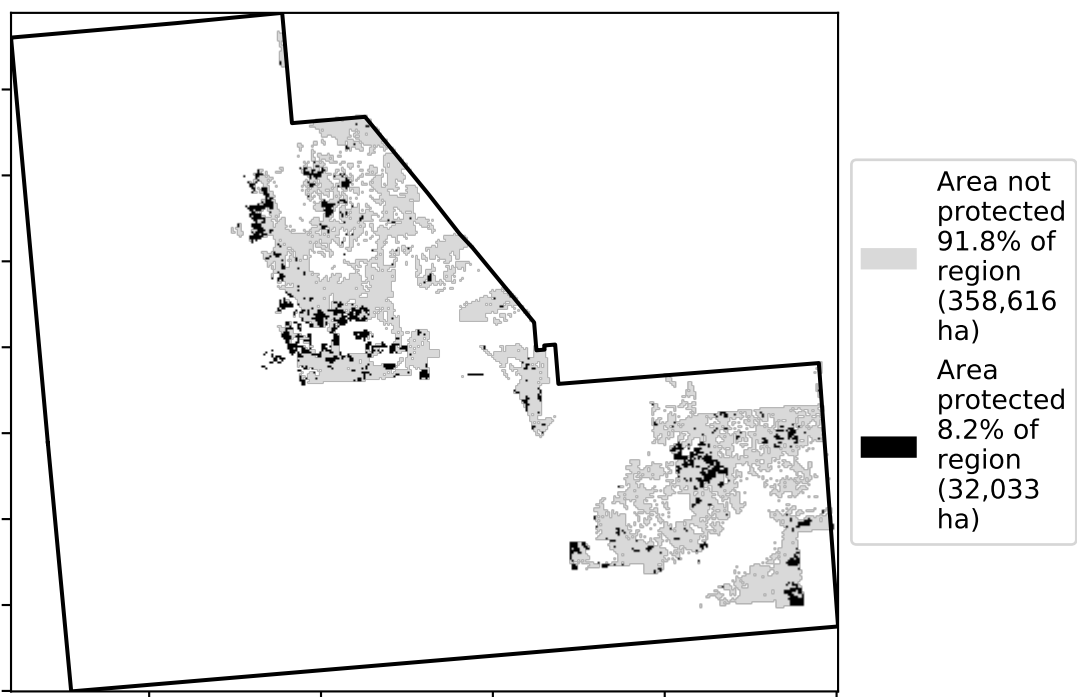 Area not
protected
91.8% of
region
(358,616
ha)
Area
protected
8.2% of
region
(32,033
ha)